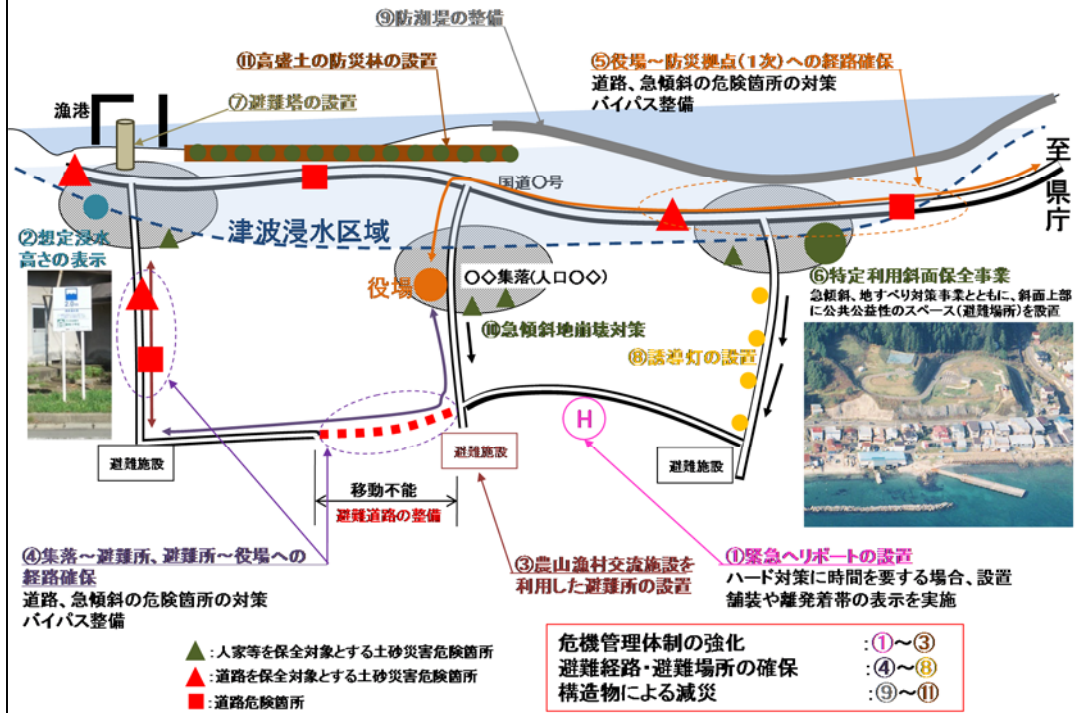 ⑨防潮堤の整備
⑪高盛土の防災林の設置
⑤役場～防災拠点(1次)への経路確保
道路、急傾斜の危険箇所の対策
バイパス整備
漁港
⑦避難塔の設置
国道〇号
至 県庁
津波浸水区域
②想定浸水
高さの表示
役場
〇◇集落(人口〇◇)
⑥特定利用斜面保全事業
急傾斜、地すべり対策事業とともに、斜面上部
に公共公益性のスペース(避難場所)を設置
⑩急傾斜地崩壊対策
⑧誘導灯の設置
H
避難施設
避難施設
避難施設
移動不能
避難道路の整備
④集落～避難所、避難所～役場への
経路確保
道路、急傾斜の危険箇所の対策
バイパス整備
③農山漁村交流施設を
利用した避難所の設置
①緊急ヘリポートの設置
ハード対策に時間を要する場合、設置
舗装や離発着帯の表示を実施
▲:人家等を保全対象とする土砂災害危険箇所
▲:道路を保全対象とする土砂災害危険箇所
■:道路危険箇所
危機管理体制の強化 :①～③
避難経路・避難場所の確保 :④～⑧
構造物による減災 :⑨～⑪